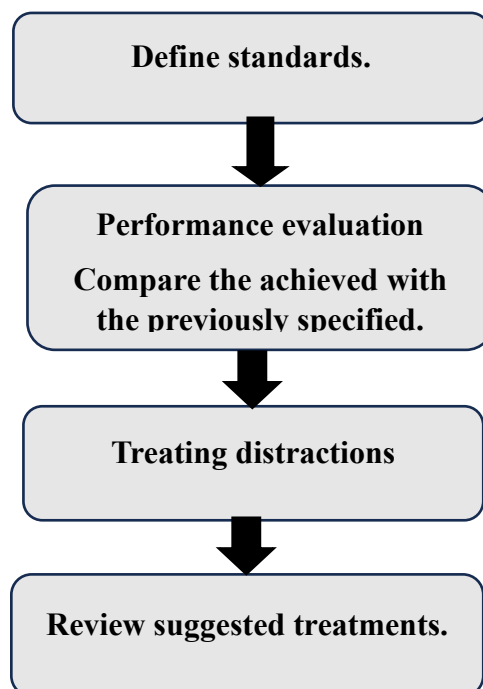 Define standards.
Performance evaluation
Compare the achieved with
the previously specified.
Treating distractions
Review suggested treatments.